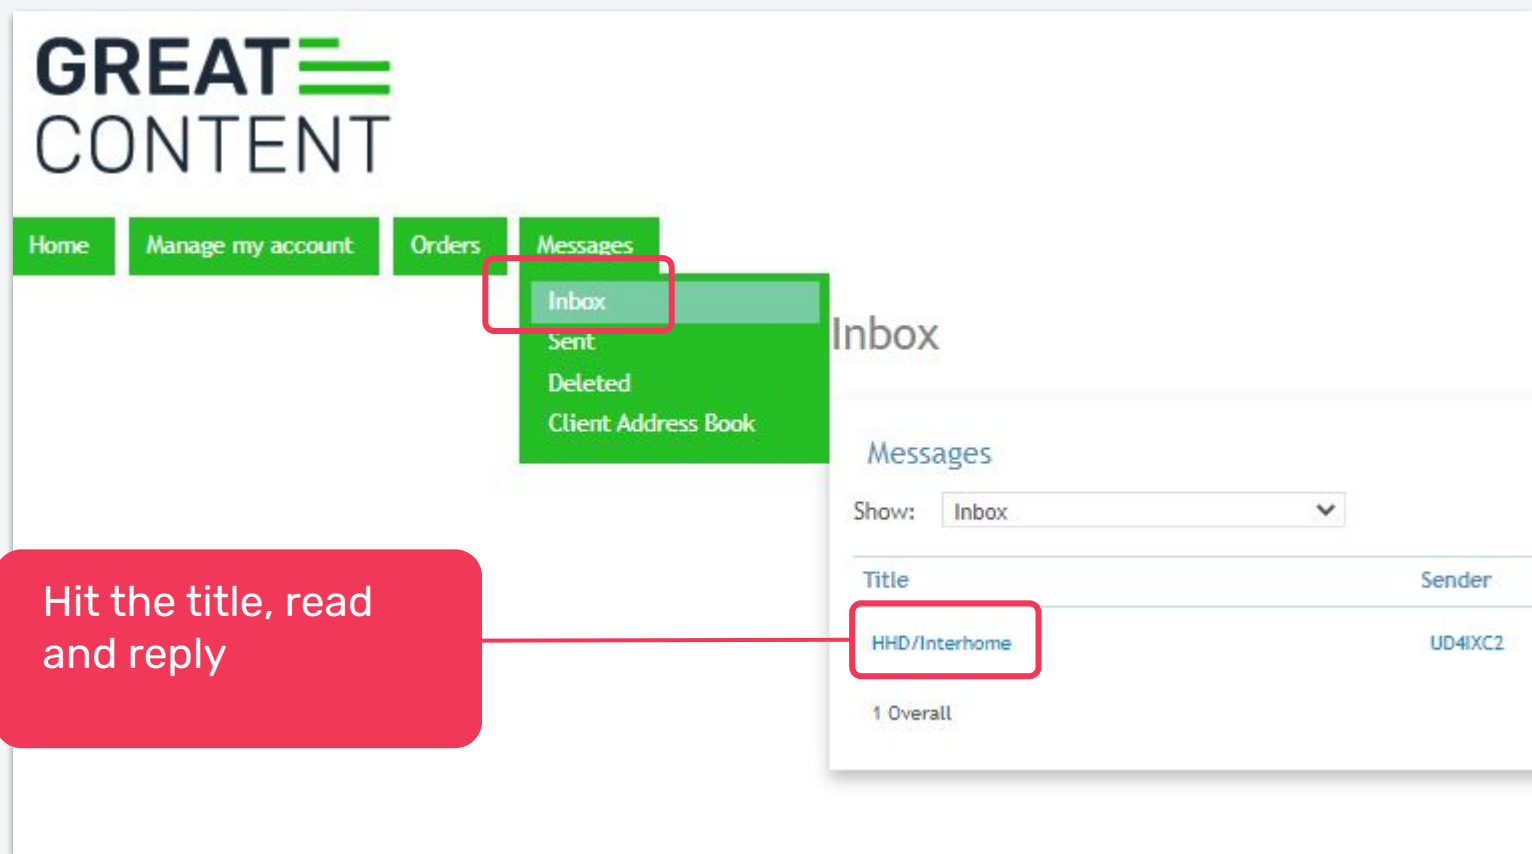 GREAT
CONTENT
Home Manage my account Orders Messages
Inbox
Sent
Deleted
Client Address Book
Inbox
Messages
Show: Inbox
Title Sender
HHD/Interhome UD4IXC2
1 Overall
Hit the title, read
and reply